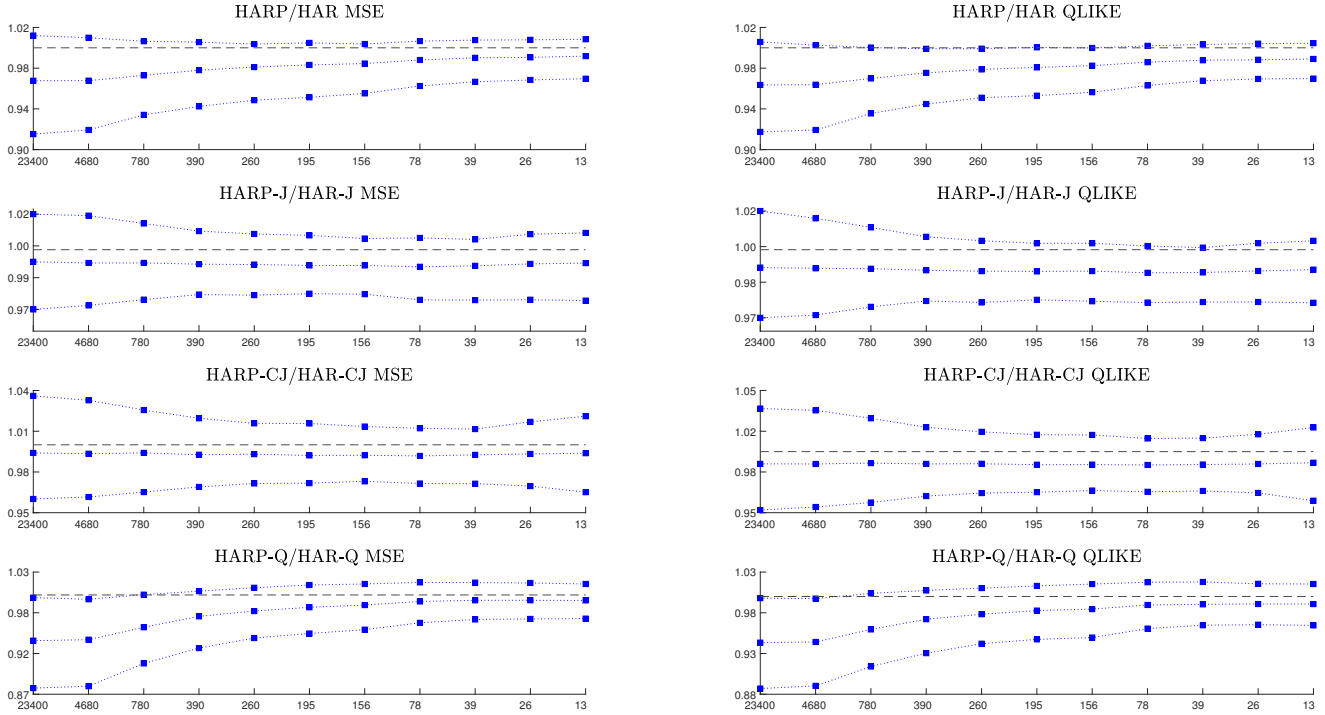 HARP/HAR MSE
1.02
0.98
0.94
0.90
23400 4680 780 390 260 195 156 78 39 26 13
HARP/HAR QLIKE
1.02
0.98
0.94
0.90
23400 4680 780 390 260 195 156 78 39 26 13
HARP-J/HAR-J MSE
1.02
1.00
0.99
0.97
23400 4680 780 390 260 195 156 78 39 26 13
HARP-J/HAR-J QLIKE
1.02
1.00
0.98
0.97
23400 4680 780 390 260 195 156 78 39 26 13
HARP-CJ/HAR-CJ MSE
1.04
1.01
0.98
0.95
23400 4680 780 390 260 195 156 78 39 26 13
HARP-CJ/HAR-CJ QLIKE
1.05
1.02
0.98
0.95
23400 4680 780 390 260 195 156 78 39 26 13
HARP-Q/HAR-Q MSE
1.03
0.98
0.92
0.87
23400 4680 780 390 260 195 156 78 39 26 13
HARP-Q/HAR-Q QLIKE
1.03
0.98
0.93
0.88
23400 4680 780 390 260 195 156 78 39 26 13